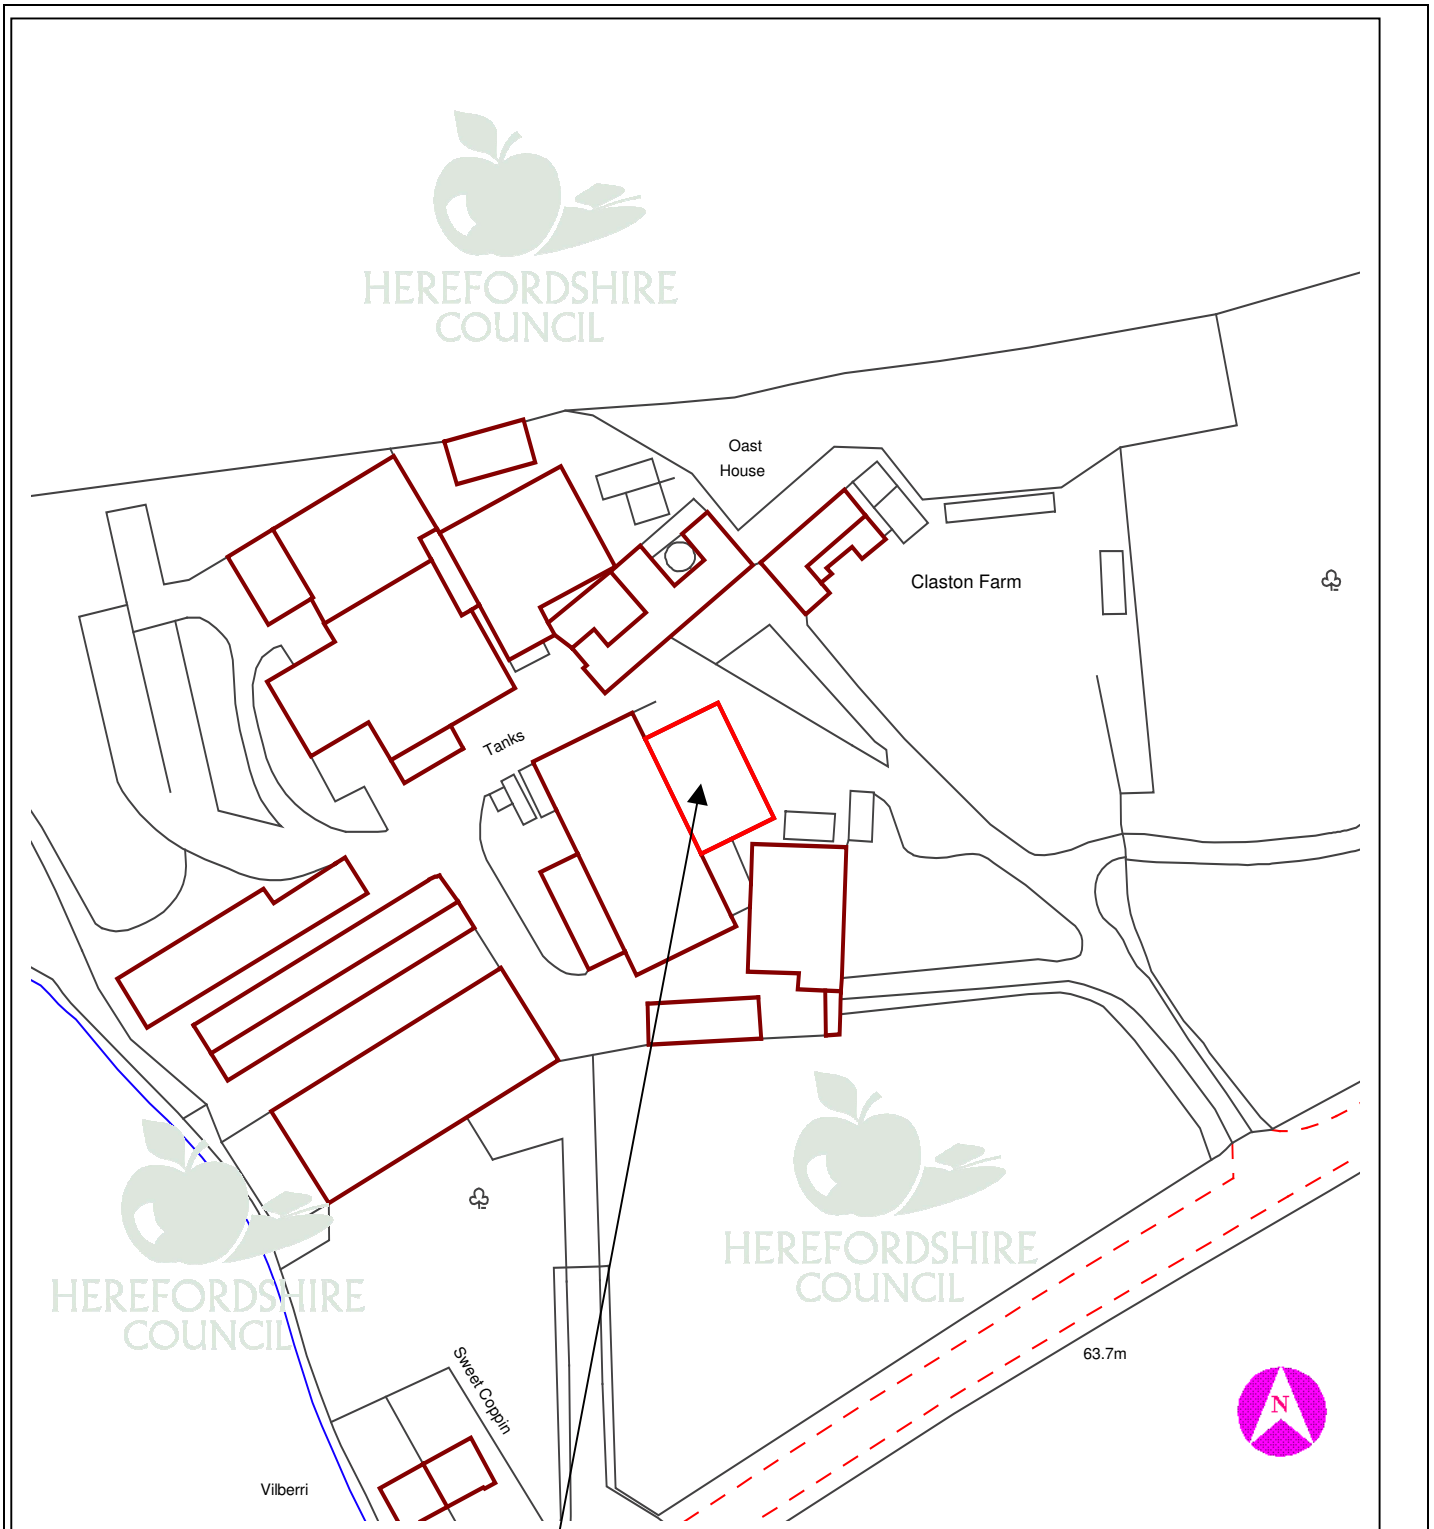 HEREFORDSHIRE
COUNCIL
Oast
House
Claston Farm
Tanks
HEREFORDSHIRE
COUNCIL
HEREFORDSHIRE
COUNCIL
63.7m
Sweet Coppin
N
Vilberri